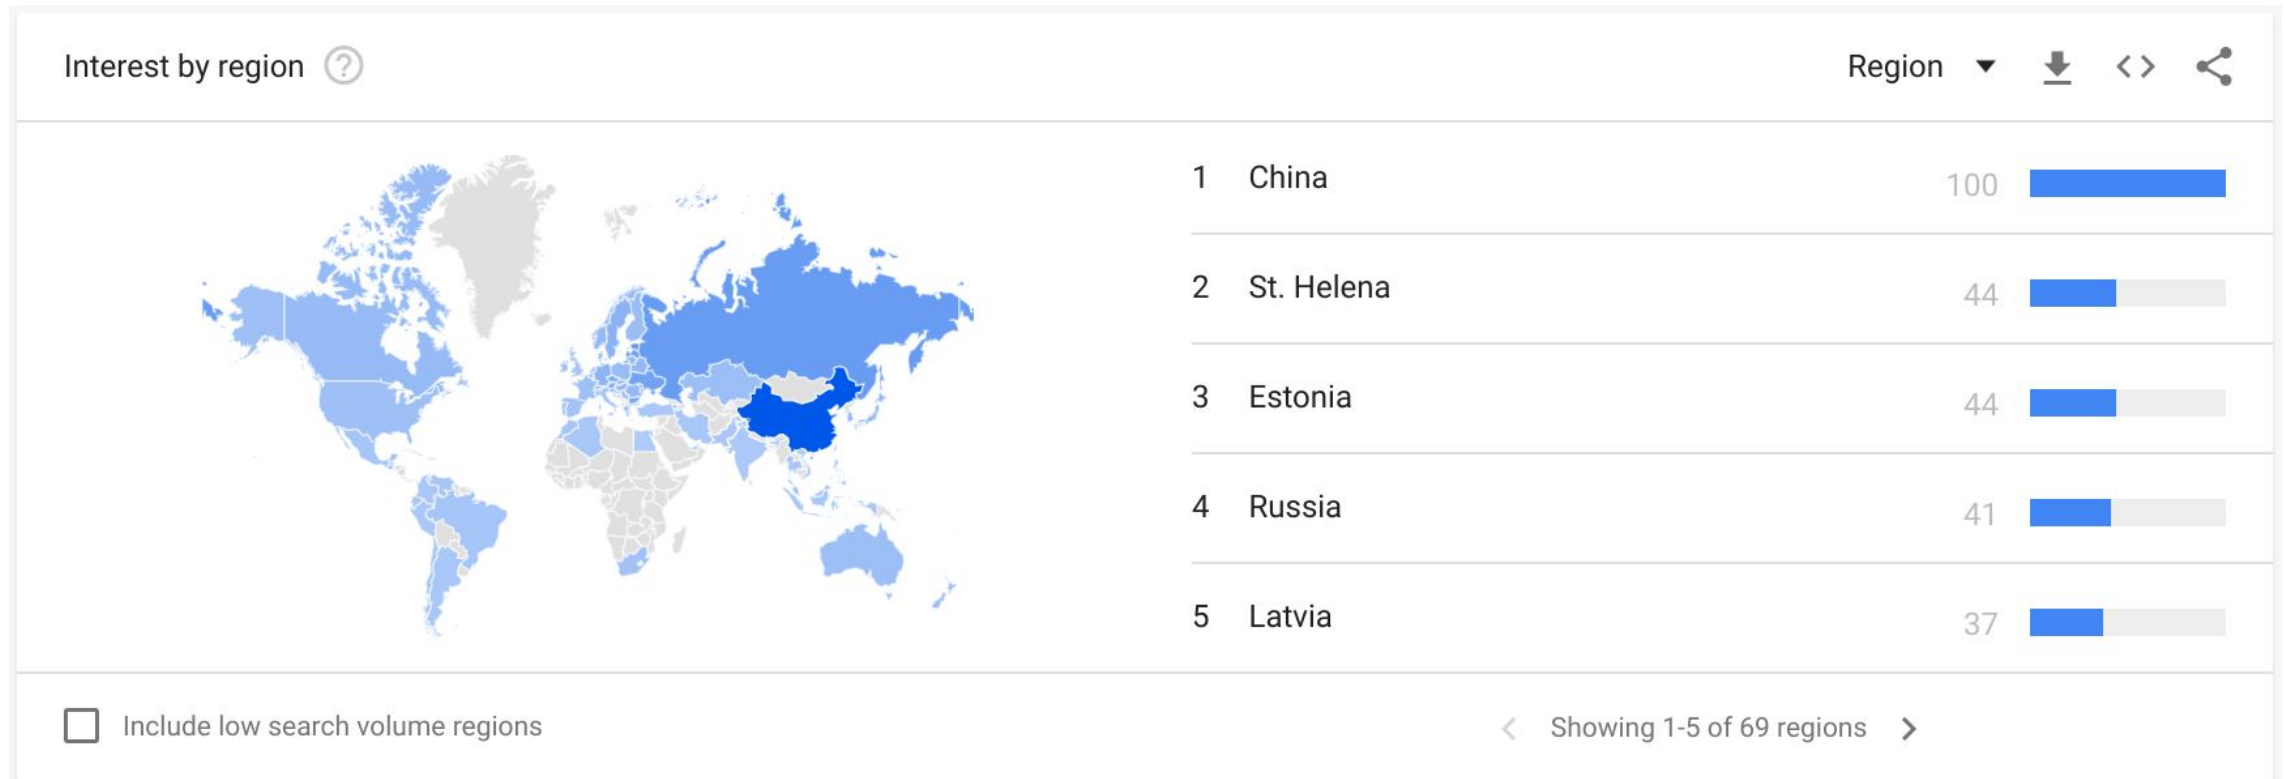 Interest by region
Region
1 China 100
2 St. Helena 44
3 Estonia 44
4 Russia 41
5 Latvia 37
Include low search volume regions
Showing 1-5 of 69 regions